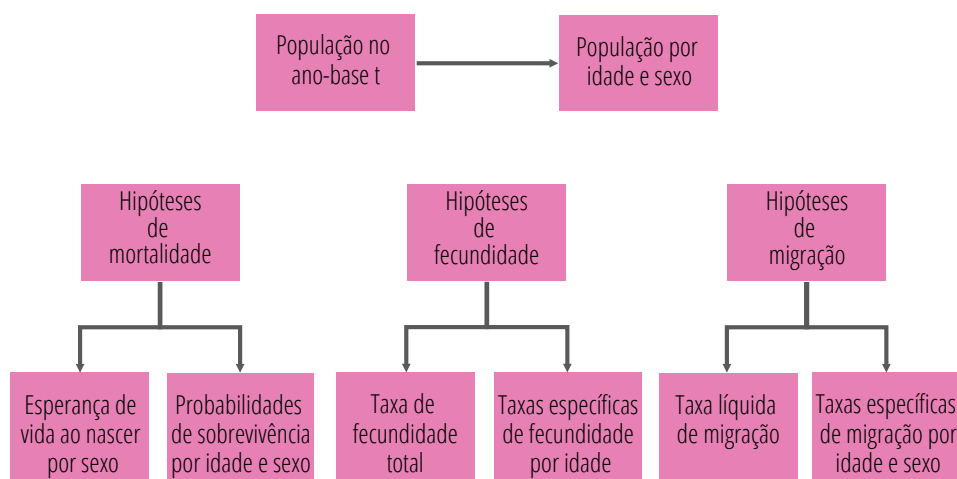 População no
ano-base t
População por
idade e sexo
Hipóteses
de
mortalidade
Hipóteses
de
fecundidade
Hipóteses
de
migração
Esperança de
vida ao nascer
por sexo
Probabilidades
de sobrevivência
por idade e sexo
Taxa de
fecundidade
total
Taxas específicas
de fecundidade
por idade
Taxa líquida
de migração
Taxas específicas
de migração por
idade e sexo